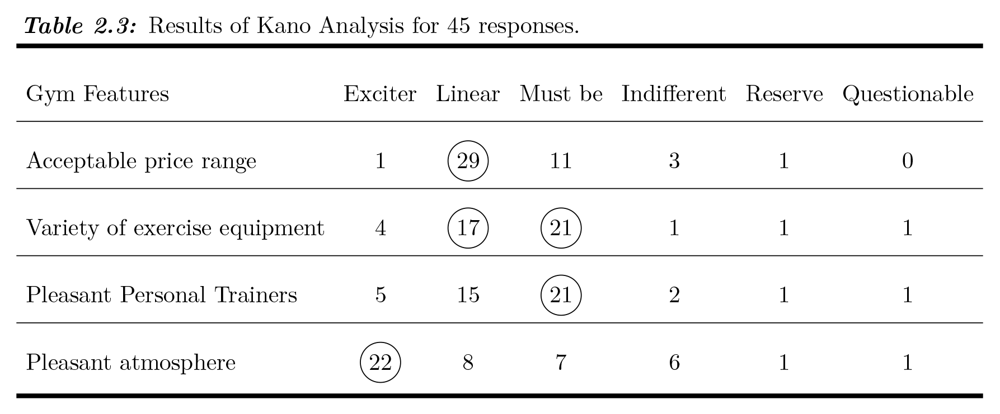 Table 2.3: Results of Kano Analysis for 45 responses.
Gym Features Exciter Linear Must be Indifferent Reserve Questionable
Acceptable price range 1 29 11 3 1 0
Variety of exercise equipment 4 17 21 1 1 1
Pleasant Personal Trainers 5 15 21 2 1 1
Pleasant atmosphere 22 8 7 6 1 1